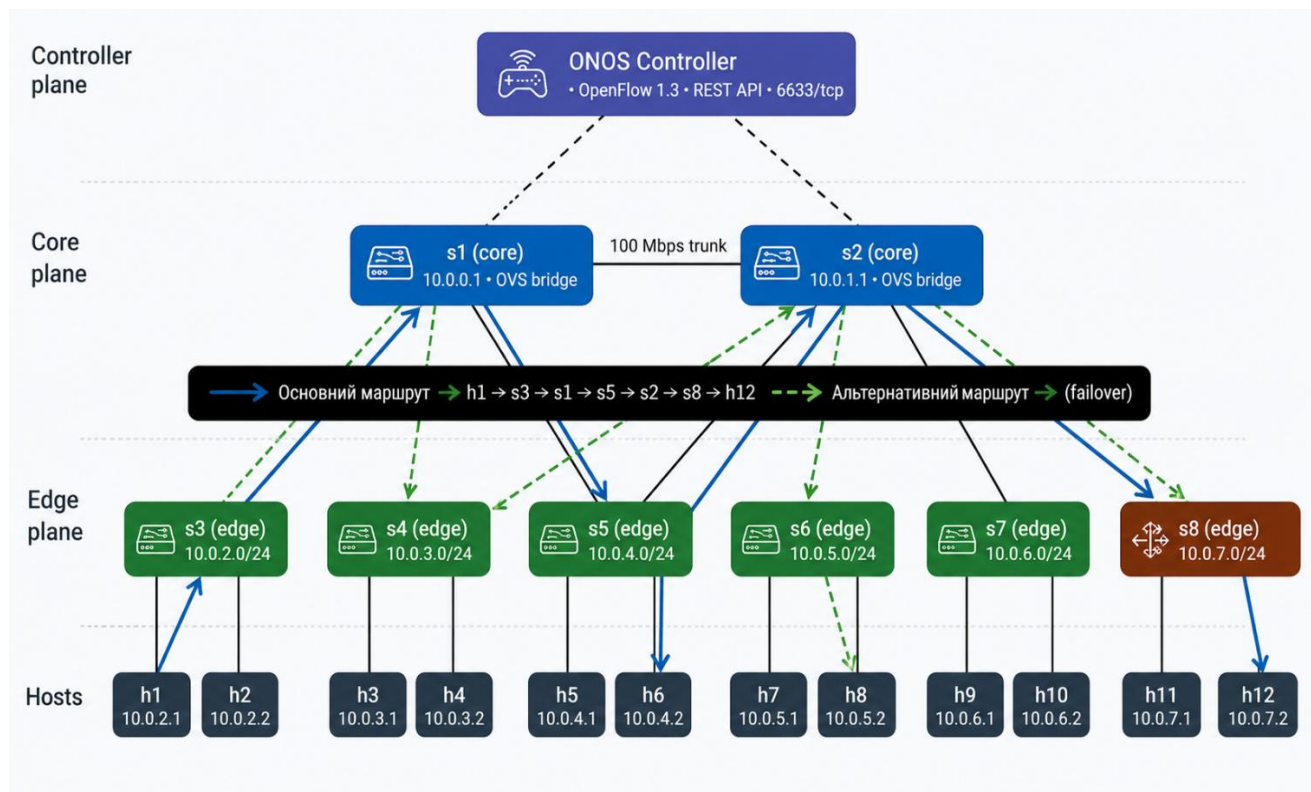 Controller
plane
ONOS Controller
• OpenFlow 1.3 • REST API • 6633/tcp
Core
plane
s1 (core)
10.0.0.1 • OVS bridge
100 Mbps trunk
s2 (core)
10.0.1.1 • OVS bridge
Основний маршрут → h1 → s3 → s1 → s5 → s2 → s8 → h12 Альтернативний маршрут → (failover)
Edge
plane
s3 (edge)
10.0.2.0/24
s4 (edge)
10.0.3.0/24
s5 (edge)
10.0.4.0/24
s6 (edge)
10.0.5.0/24
s7 (edge)
10.0.6.0/24
s8 (edge)
10.0.7.0/24
Hosts
h1
10.0.2.1
h2
10.0.2.2
h3
10.0.3.1
h4
10.0.3.2
h5
10.0.4.1
h6
10.0.4.2
h7
10.0.5.1
h8
10.0.5.2
h9
10.0.6.1
h10
10.0.6.2
h11
10.0.7.1
h12
10.0.7.2